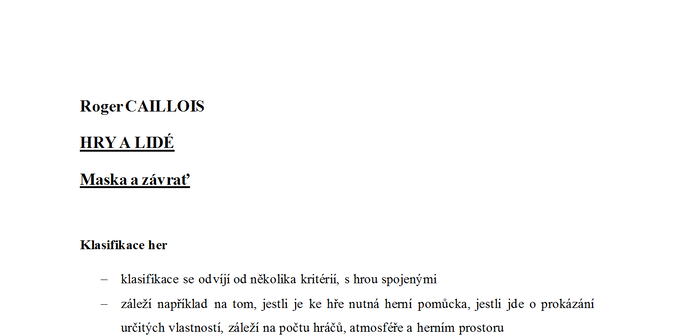 Roger CAILLOIS
HRY A LIDÉ
Maska a závrať
Klasifikace her
– klasifikace se odvíjí od několika kritérií, s hrou spojenými
– záleží například na tom, jestli je ke hře nutná herní pomůcka, jestli jde o prokázání
určitých vlastností, záleží na počtu hráčů, atmosféře a herním prostoru